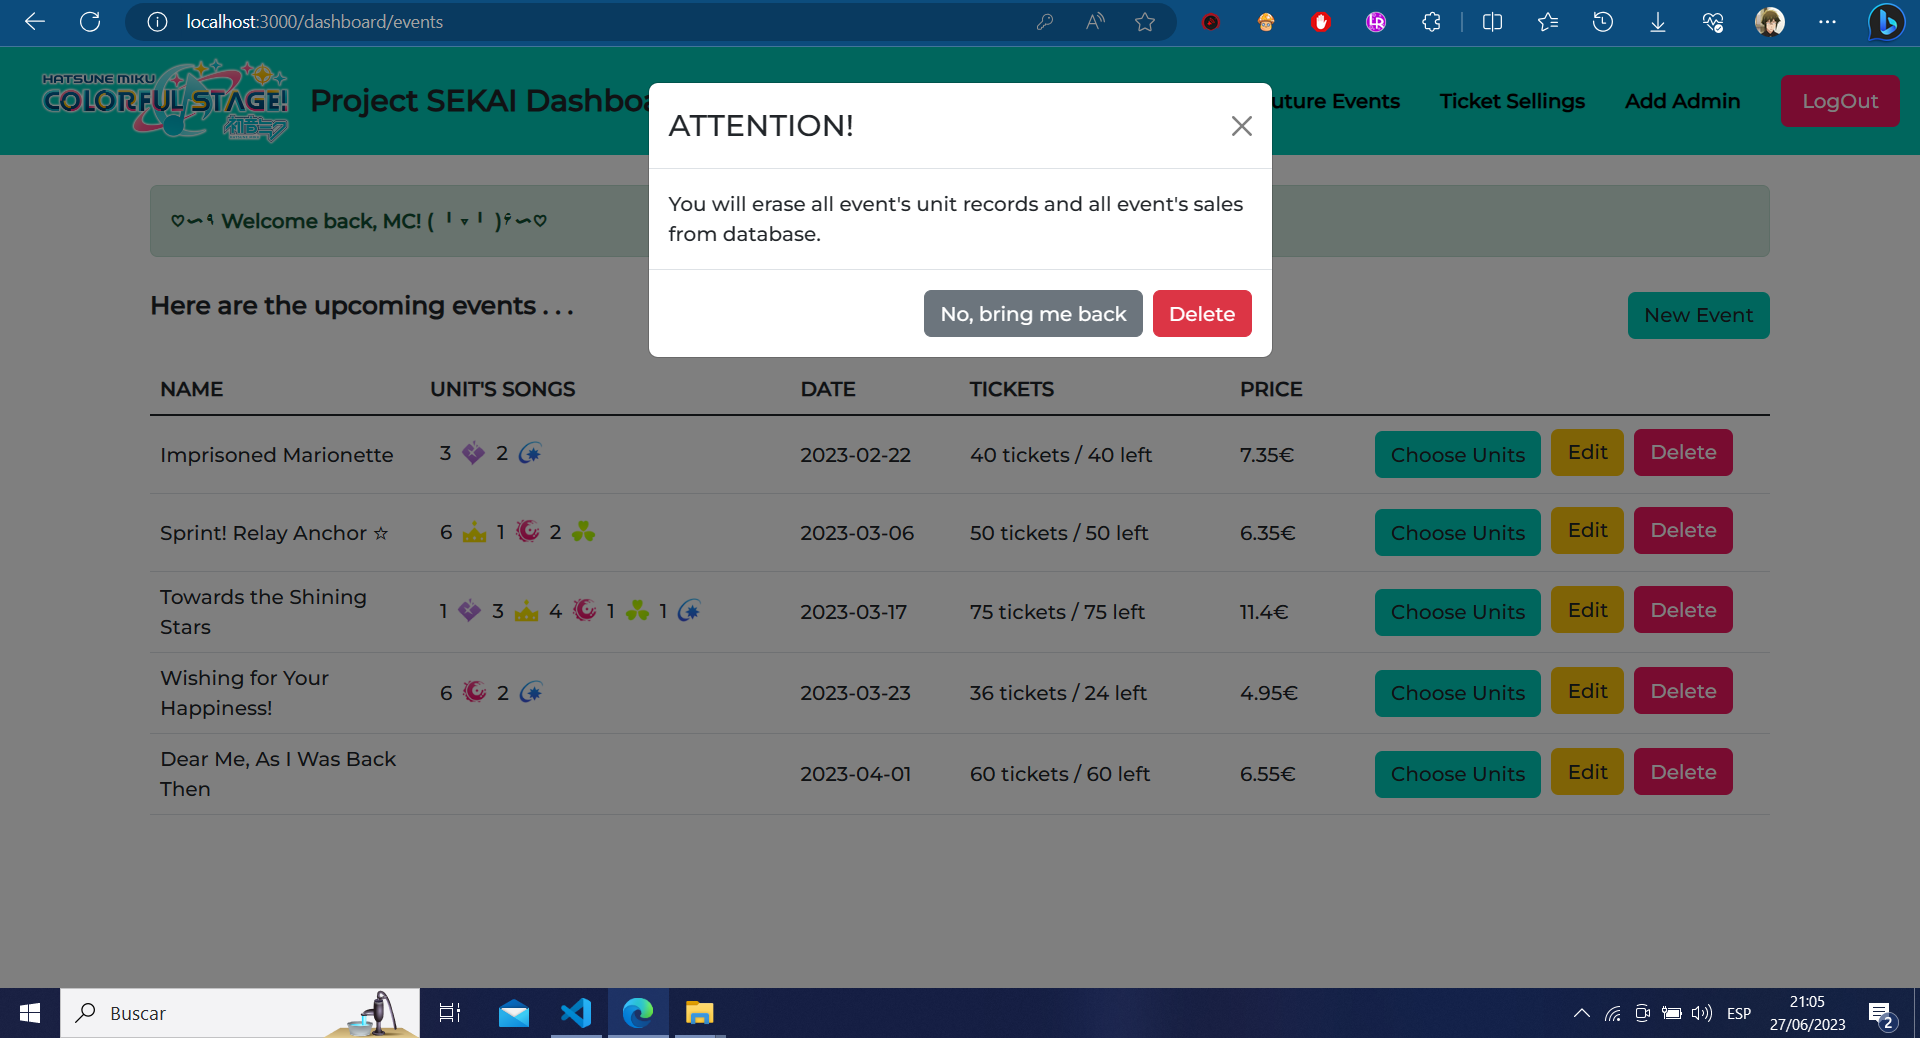 localhost:3000/dashboard/events
HATSUNE MIKU
COLORFUL STAGE!
初音ミク
Project SEKAI Dashboa
uture Events
Ticket Sellings
Add Admin
LogOut
ATTENTION!
You will erase all event's unit records and all event's sales
from database.
No, bring me back
Delete
Welcome back, MC!
Here are the upcoming events . . .
New Event
NAME UNIT'S SONGS DATE TICKETS PRICE
Imprisoned Marionette 3 2 2023-02-22 40 tickets / 40 left 7.35€ Choose Units Edit Delete
Sprint! Relay Anchor ☆ 6 1 2 2023-03-06 50 tickets / 50 left 6.35€ Choose Units Edit Delete
Towards the Shining
Stars
1 3 4 1 1 2023-03-17 75 tickets / 75 left 11.4€ Choose Units Edit Delete
Wishing for Your
Happiness!
6 2 2023-03-23 36 tickets / 24 left 4.95€ Choose Units Edit Delete
Dear Me, As I Was Back
Then
2023-04-01 60 tickets / 60 left 6.55€ Choose Units Edit Delete
Buscar
ESP
21:05
27/06/2023
2